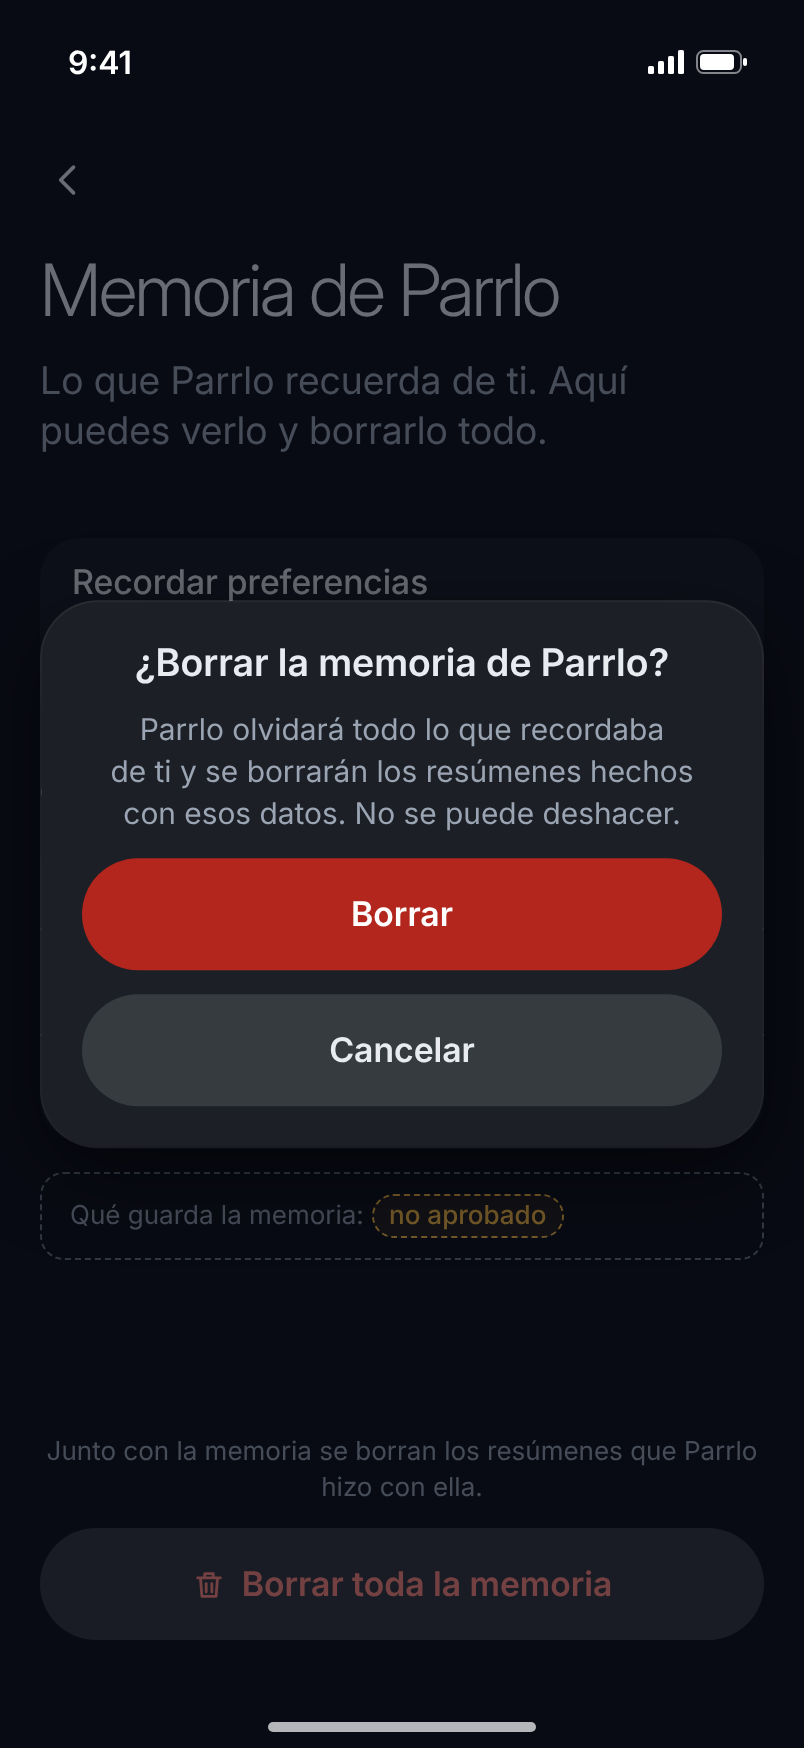 9:41
Memoria de Parrlo
Lo que Parrlo recuerda de ti. Aquí
puedes verlo y borrarlo todo.
Recordar preferencias
¿Borrar la memoria de Parrlo?
Parrlo olvidará todo lo que recordaba
de ti y se borrarán los resúmenes hechos
con esos datos. No se puede deshacer.
Borrar
Cancelar
Qué guarda la memoria: no aprobado
Junto con la memoria se borran los resúmenes que Parrlo
hizo con ella.
Borrar toda la memoria